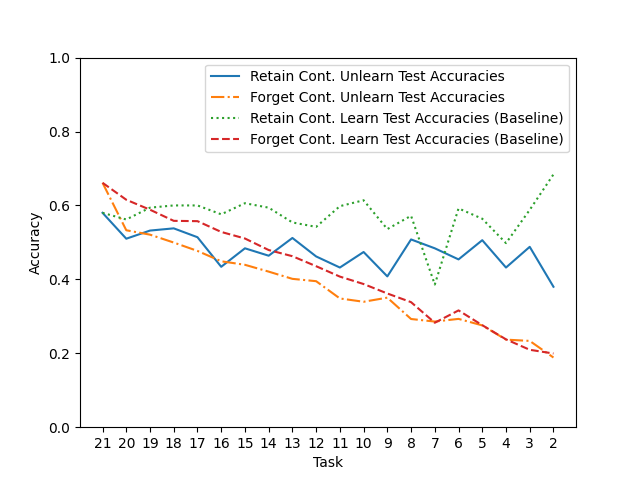 1.0
0.8
0.6
0.4
0.2
0.0
Accuracy
Retain Cont. Unlearn Test Accuracies
Forget Cont. Unlearn Test Accuracies
Retain Cont. Learn Test Accuracies (Baseline)
Forget Cont. Learn Test Accuracies (Baseline)
21 20 19 18 17 16 15 14 13 12 11 10 9 8 7 6 5 4 3 2
Task